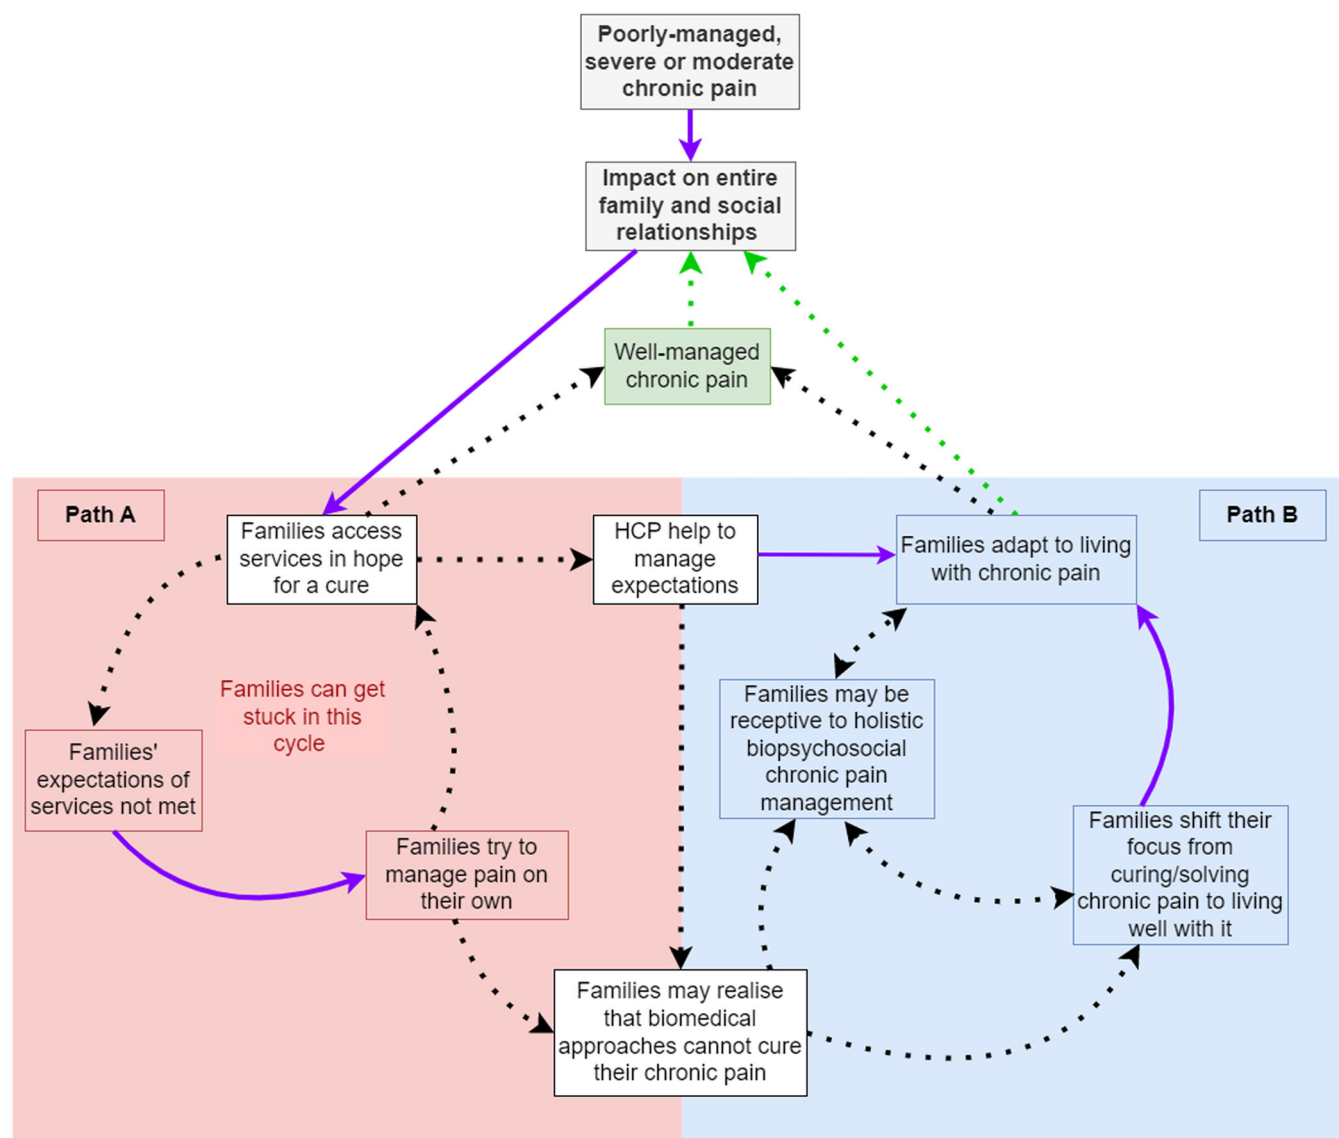 Poorly-managed,
severe or moderate
chronic pain
Impact on entire
family and social
relationships
Well-managed
chronic pain
Path A
Path B
Families access
services in hope
for a cure
HCP help to
manage
expectations
Families adapt to living
with chronic pain
Families can get
stuck in this
cycle
Families'
expectations of
services not met
Families may be
receptive to holistic
biopsychosocial
chronic pain
management
Families try to
manage pain on
their own
Families shift their
focus from
curing/solving
chronic pain to living
well with it
Families may realise
that biomedical
approaches cannot cure
their chronic pain